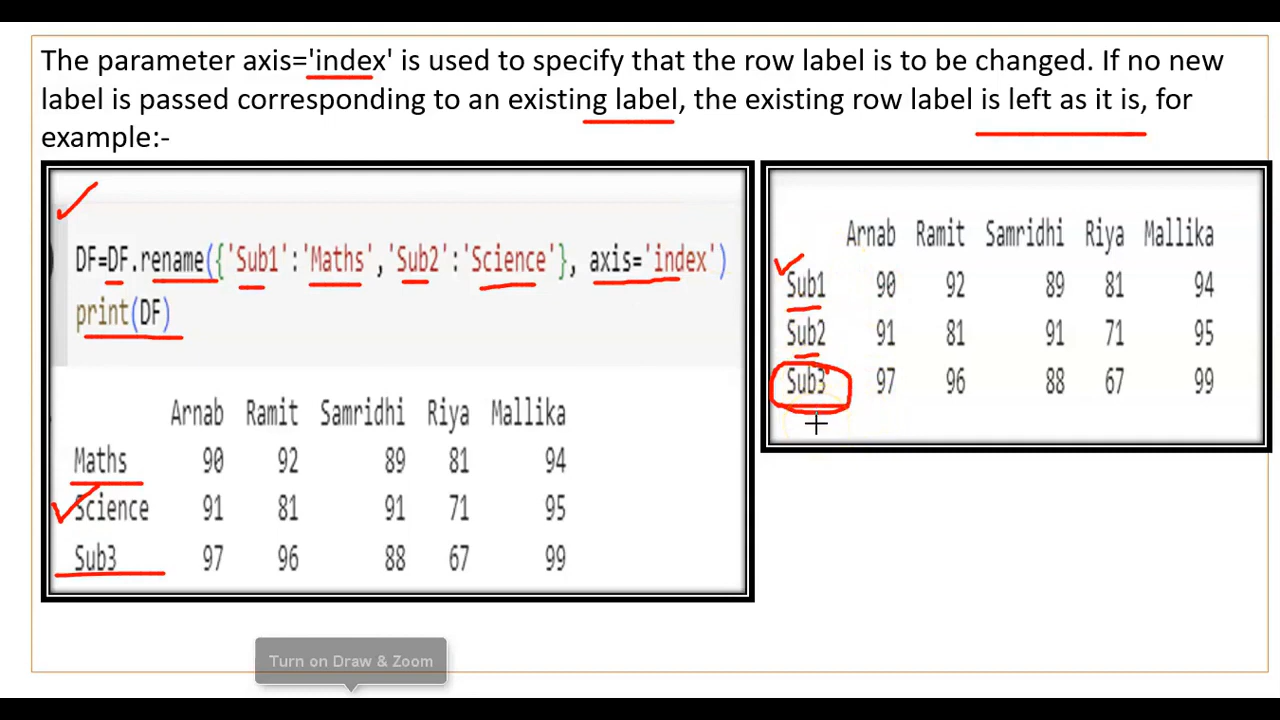 The parameter axis='index' is used to specify that the row label is to be changed. If no new
label is passed corresponding to an existing label, the existing row label is left as it is, for
example:-
DF=DF.rename({'Sub1':'Maths','Sub2':'Science'}, axis='index')
print(DF)
Arnab Ramit Samridhi Riya Mallika
Maths 90 92 89 81 94
Science 91 81 91 71 95
Sub3 97 96 88 67 99
Arnab Ramit Samridhi Riya Mallika
Sub1 90 92 89 81 94
Sub2 91 81 91 71 95
Sub3 97 96 88 67 99
Turn on Draw & Zoom